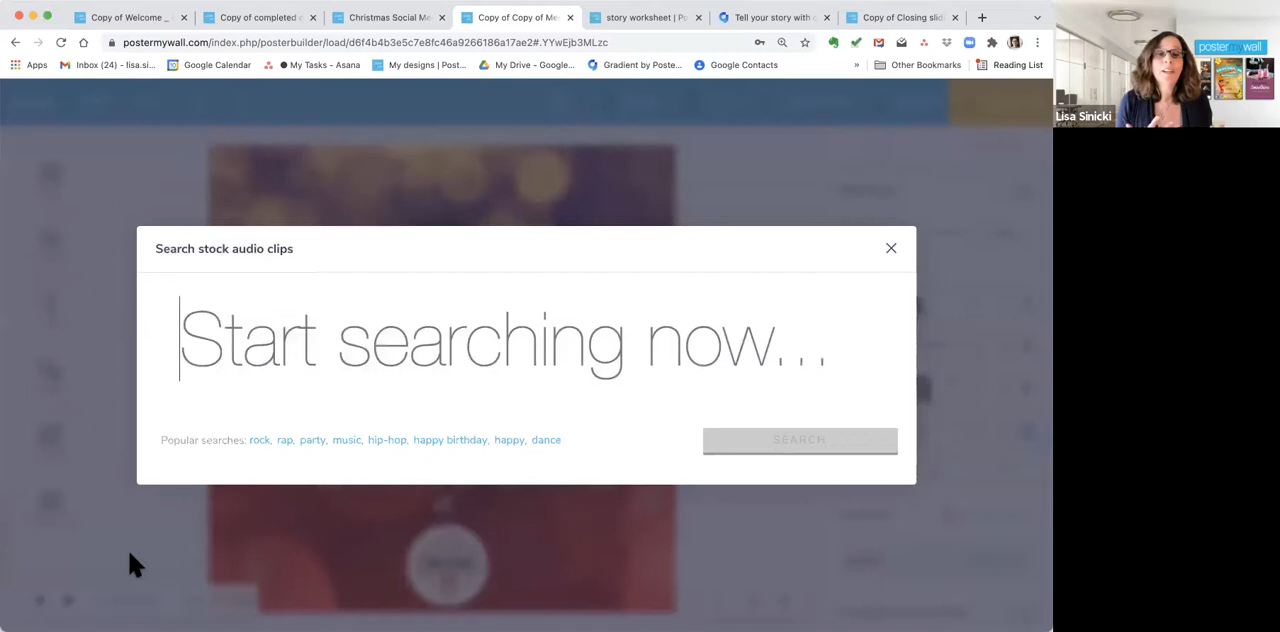 Copy of Welcome _
Copy of completed
Christmas Social Me
Copy of Copy of Me
story worksheet | Po
Tell your story with
Copy of Closing slid
postermywall.com/index.php/posterbuilder/load/d6f4b4b3e5c7e8fc46a9266186a17ae2#.YYwEjb3MLzc
Apps
Inbox (24) - lisa.si...
Google Calendar
My Tasks - Asana
My designs | Post...
My Drive - Google...
Gradient by Poste...
Google Contacts
»
Other Bookmarks
Reading List
postermywall
Lisa Sinicki
Search stock audio clips
Start searching now...
Popular searches: rock, rap, party, music, hip-hop, happy birthday, happy, dance
SEARCH